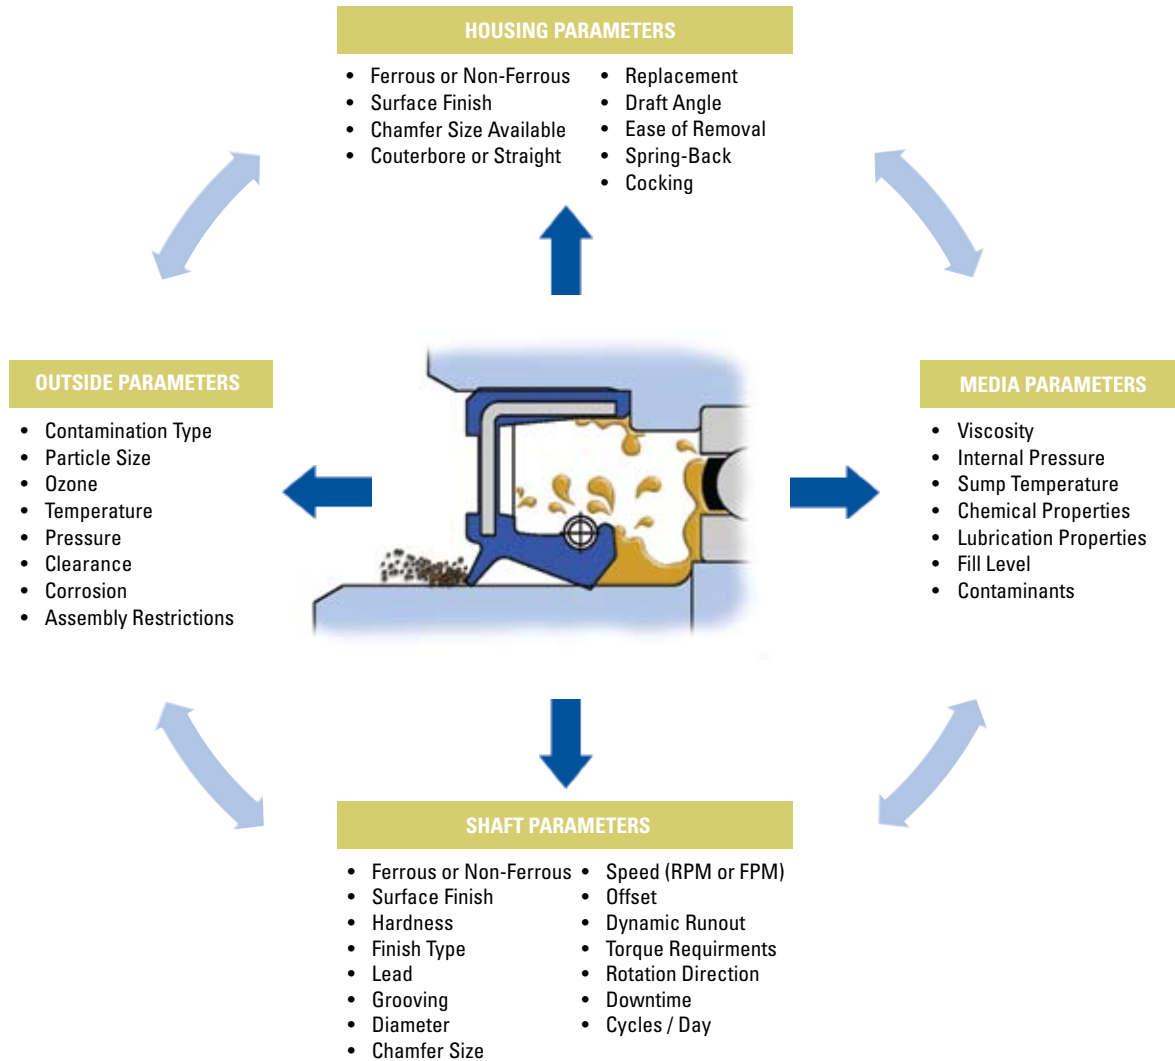 HOUSING PARAMETERS
• Ferrous or Non-Ferrous
• Surface Finish
• Chamfer Size Available
• Couterbore or Straight
• Replacement
• Draft Angle
• Ease of Removal
• Spring-Back
• Cocking
OUTSIDE PARAMETERS
• Contamination Type
• Particle Size
• Ozone
• Temperature
• Pressure
• Clearance
• Corrosion
• Assembly Restrictions
MEDIA PARAMETERS
• Viscosity
• Internal Pressure
• Sump Temperature
• Chemical Properties
• Lubrication Properties
• Fill Level
• Contaminants
SHAFT PARAMETERS
• Ferrous or Non-Ferrous
• Surface Finish
• Hardness
• Finish Type
• Lead
• Grooving
• Diameter
• Chamfer Size
• Speed (RPM or FPM)
• Offset
• Dynamic Runout
• Torque Requirments
• Rotation Direction
• Downtime
• Cycles / Day